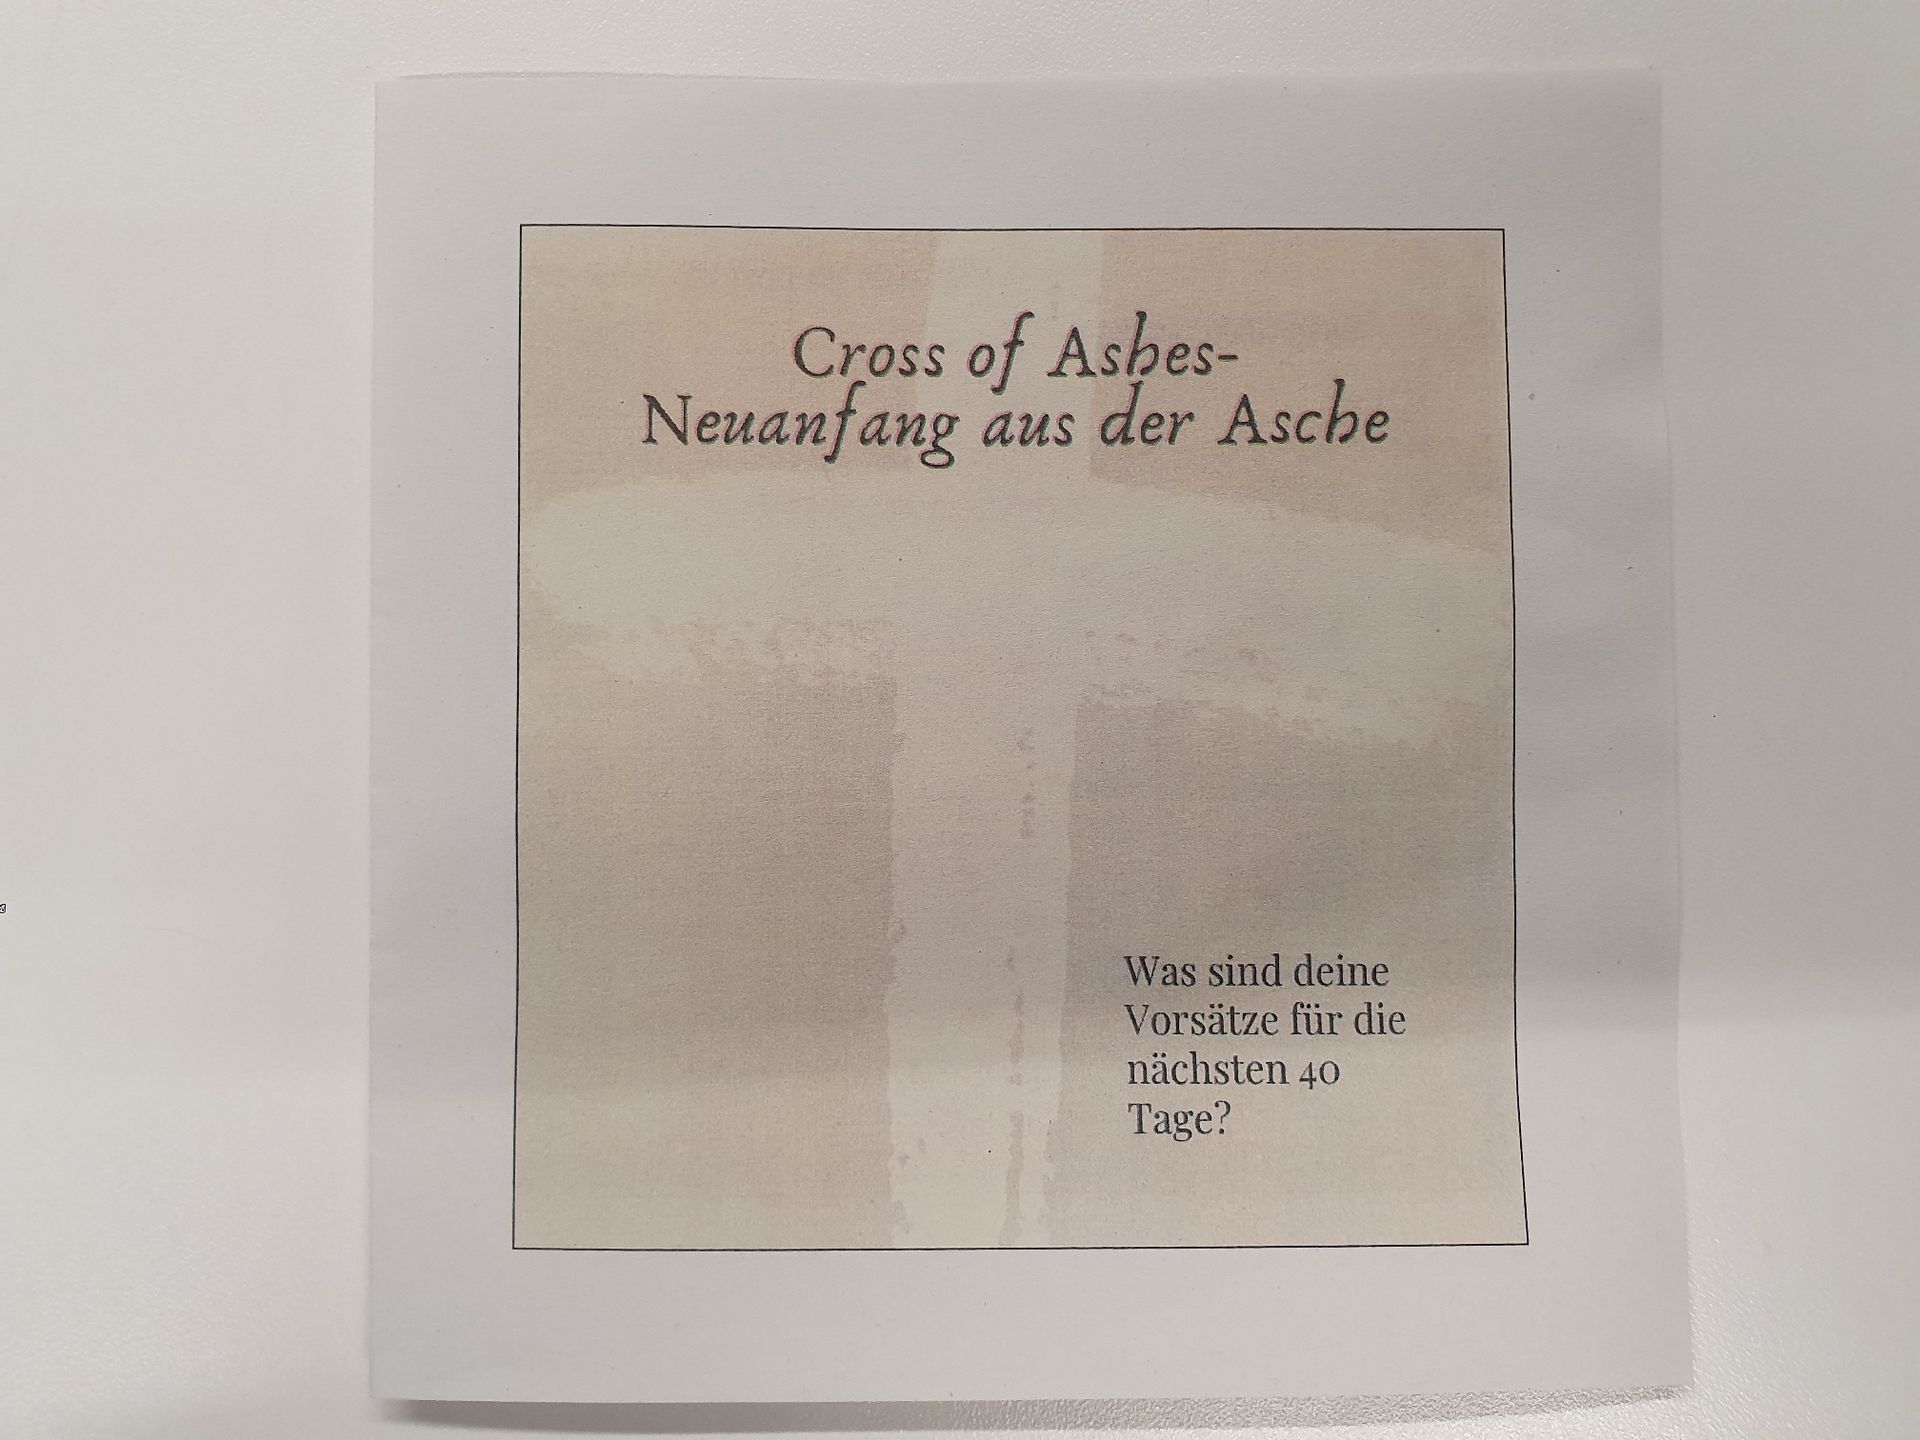 Cross of Ashes-
Neuanfang aus der Asche
Was sind deine
Vorsätze für die
nächsten 40
Tage?